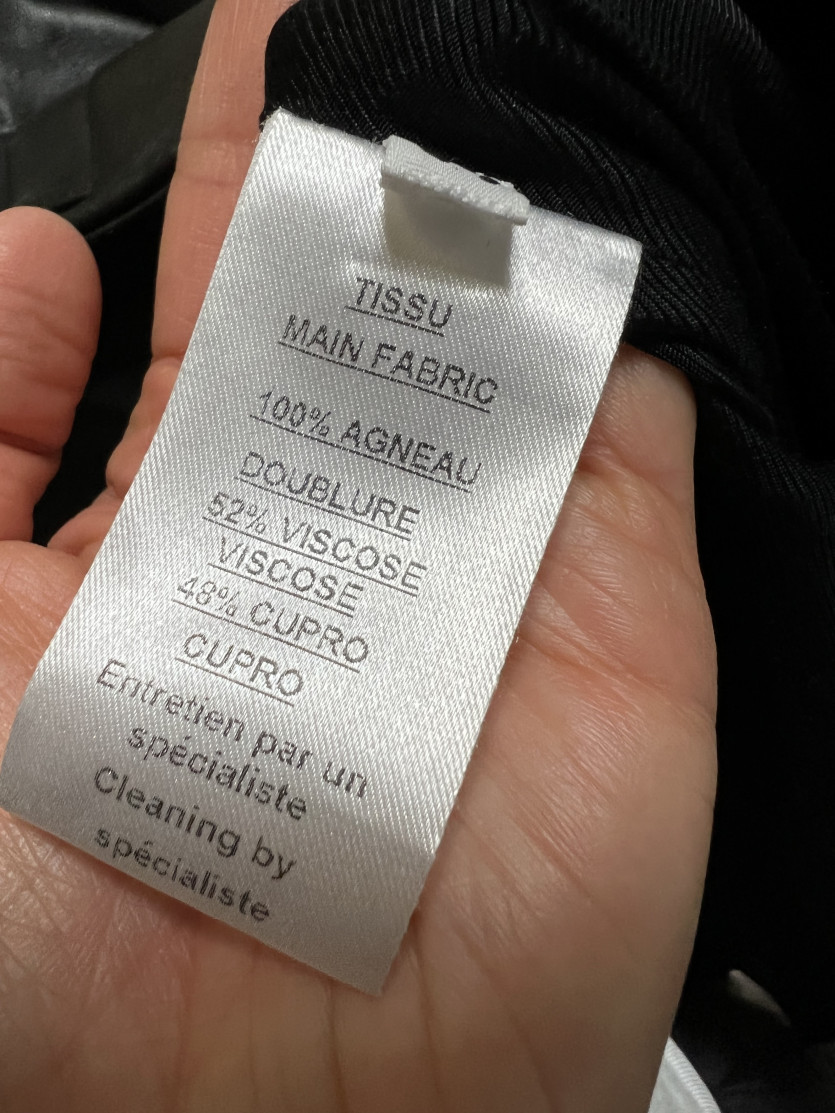 TISSU
MAIN FABRIC
100% AGNEAU
DOUBLURE
52% VISCOSE
VISCOSE
48% CUPRO
CUPRO
Entretien par un
spécialiste
Cleaning by
spécialiste